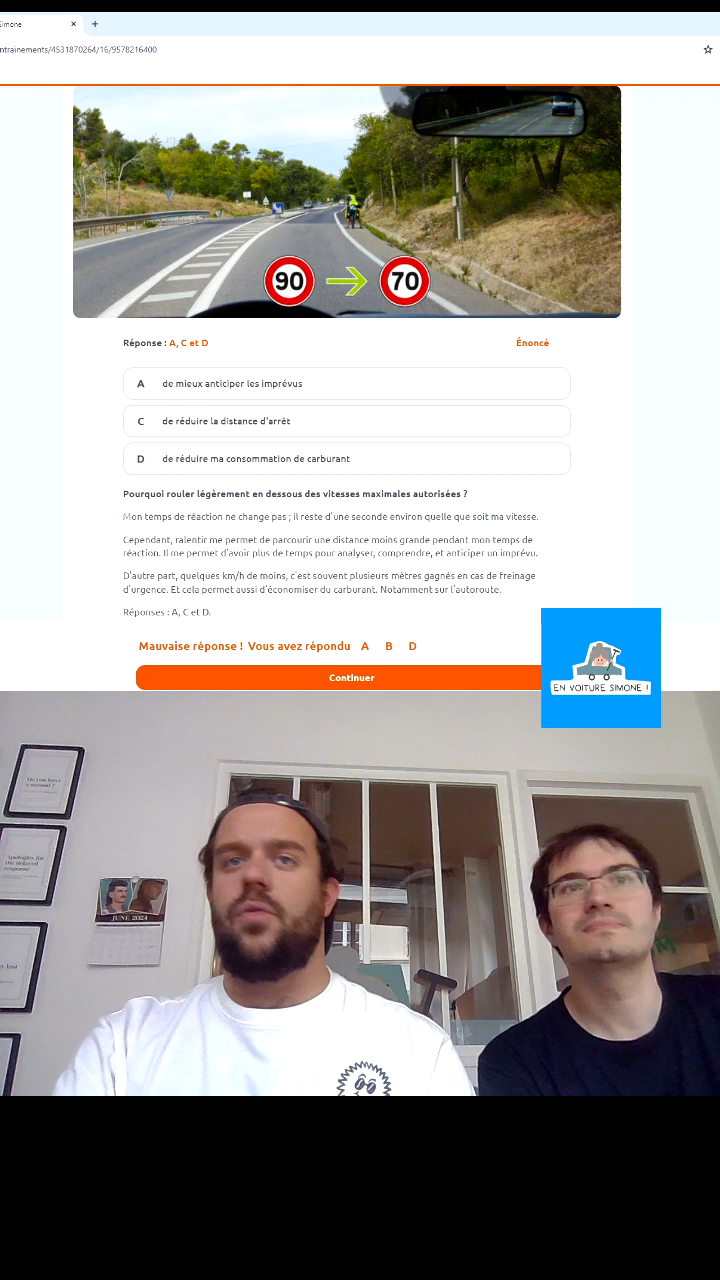 Simone
ntrainements/4531870264/16/9578216400
90 70
Réponse : A, C et D
Énoncé
A de mieux anticiper les imprévus
C de réduire la distance d'arrêt
D de réduire ma consommation de carburant
Pourquoi rouler légèrement en dessous des vitesses maximales autorisées ?
Mon temps de réaction ne change pas ; il reste d'une seconde environ quelle que soit ma vitesse.
Cependant, ralentir me permet de parcourir une distance moins grande pendant mon temps de
réaction. Il me permet d'avoir plus de temps pour analyser, comprendre, et anticiper un imprévu.
D'autre part, quelques km/h de moins, c'est souvent plusieurs mètres gagnés en cas de freinage
d'urgence. Et cela permet aussi d'économiser du carburant. Notamment sur l'autoroute.
Réponses : A, C et D.
Mauvaise réponse ! Vous avez répondu A B D
Continuer
EN VOITURE SIMONE !
Apologies for
the delayed
response.
JUNE 2024